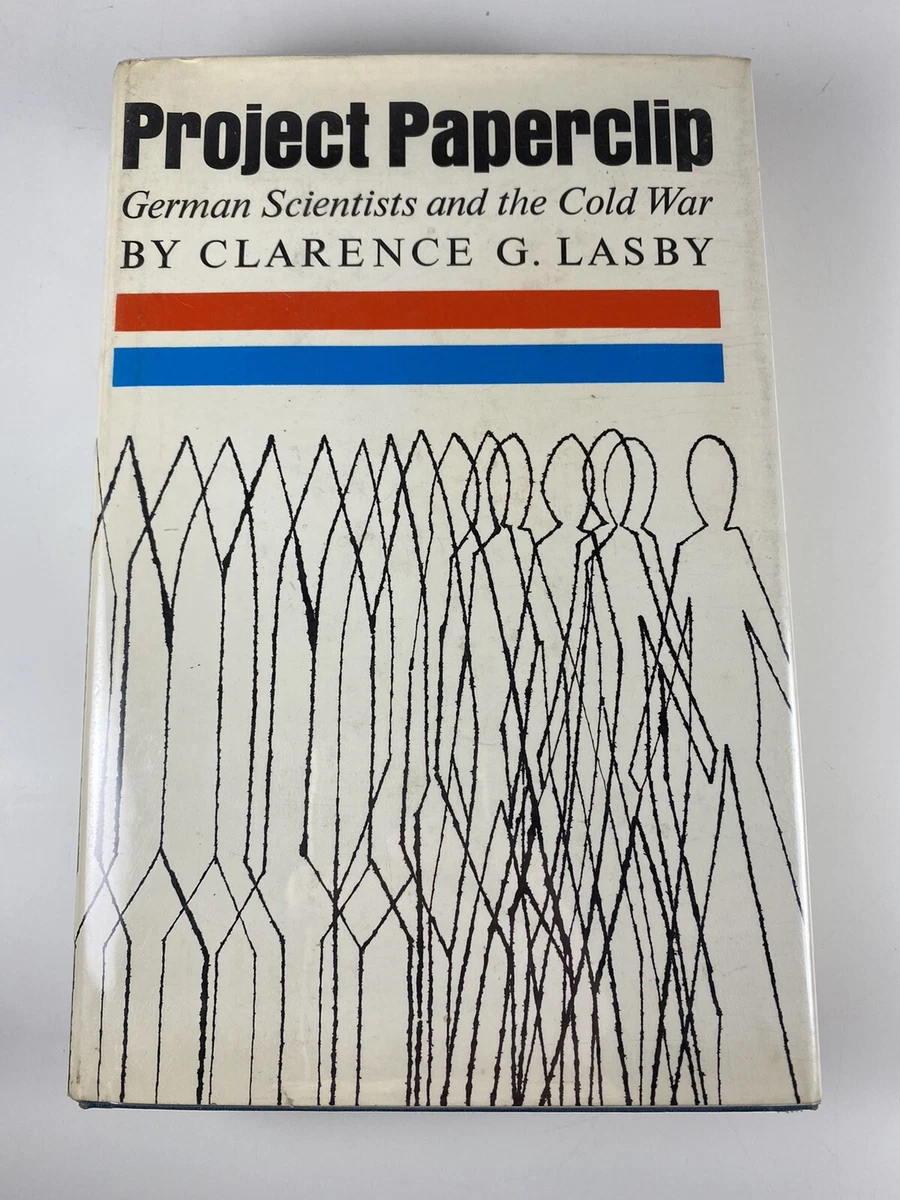 Project Paperclip
German Scientists and the Cold War
BY CLARENCE G. LASBY